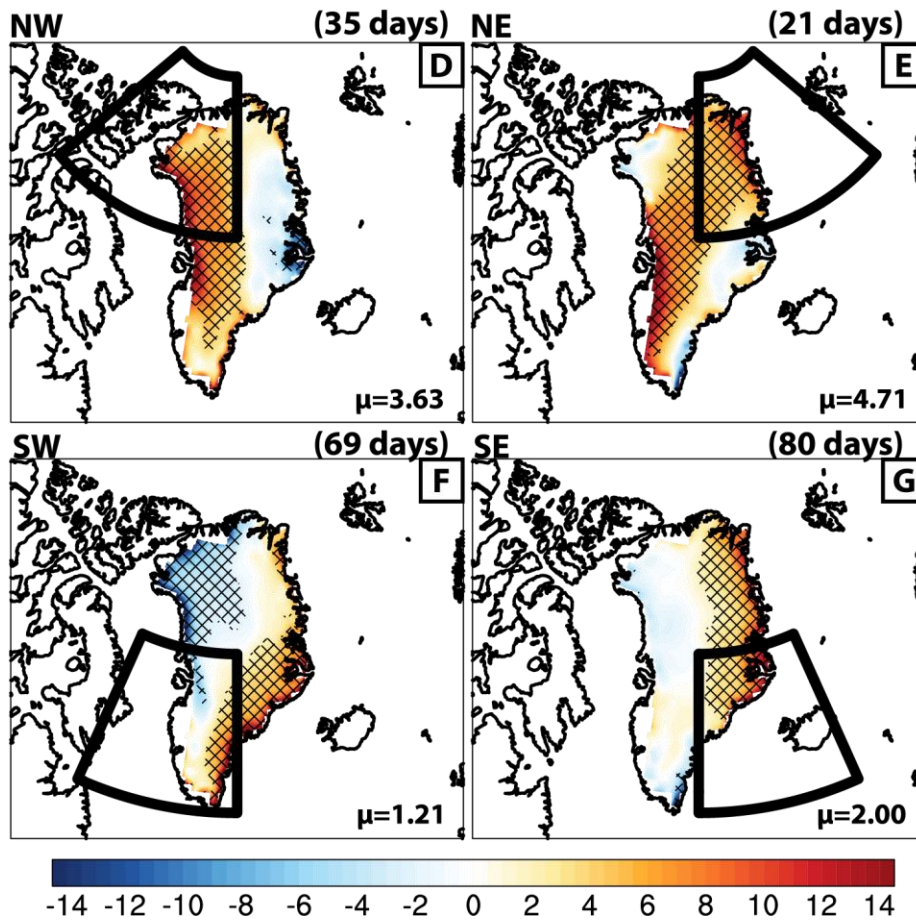 NW (35 days) NE (21 days)
D E
μ=3.63 μ=4.71
SW (69 days) SE (80 days)
F G
μ=1.21 μ=2.00
-14 -12 -10 -8 -6 -4 -2 0 2 4 6 8 10 12 14